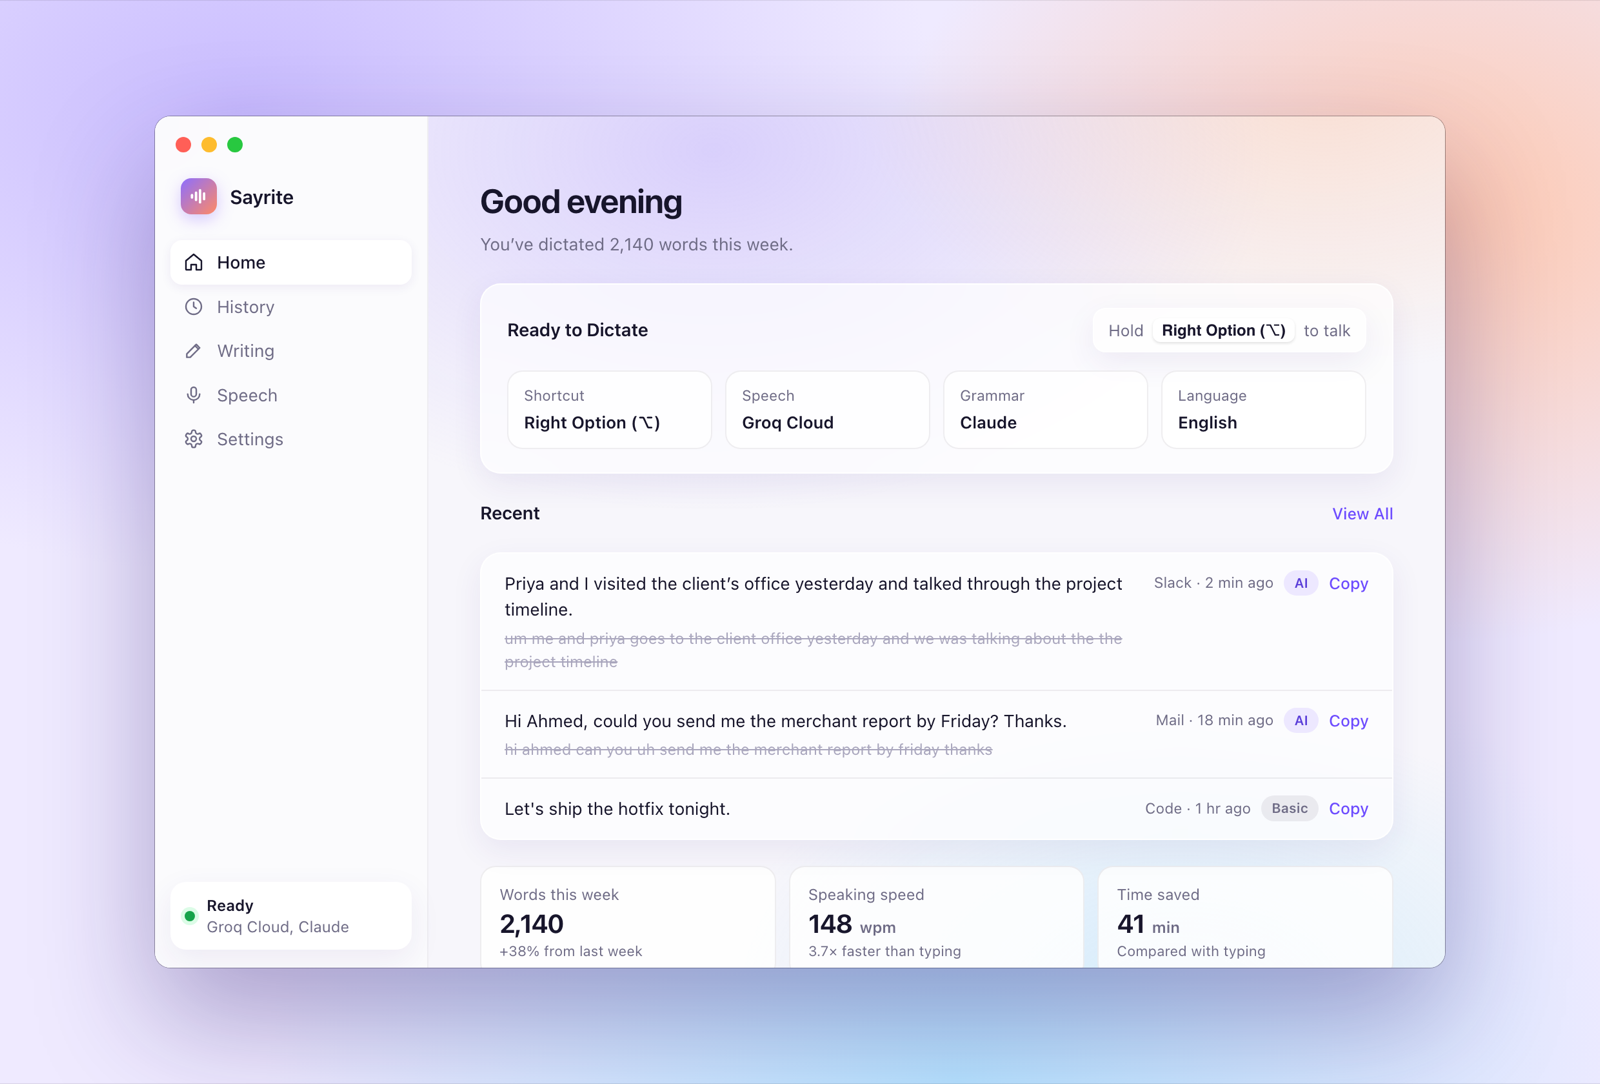 Sayrite
Home
History
Writing
Speech
Settings
Ready
Groq Cloud, Claude
Good evening
You’ve dictated 2,140 words this week.
Ready to Dictate
Hold Right Option (⌥) to talk
Shortcut
Right Option (⌥)
Speech
Groq Cloud
Grammar
Claude
Language
English
Recent
View All
Priya and I visited the client’s office yesterday and talked through the project
timeline.
um me and priya goes to the client office yesterday and we was talking about the the
project timeline
Slack · 2 min ago AI Copy
Hi Ahmed, could you send me the merchant report by Friday? Thanks.
hi ahmed can you uh send me the merchant report by friday thanks
Mail · 18 min ago AI Copy
Let's ship the hotfix tonight.
Code · 1 hr ago Basic Copy
Words this week
2,140
+38% from last week
Speaking speed
148 wpm
3.7× faster than typing
Time saved
41 min
Compared with typing